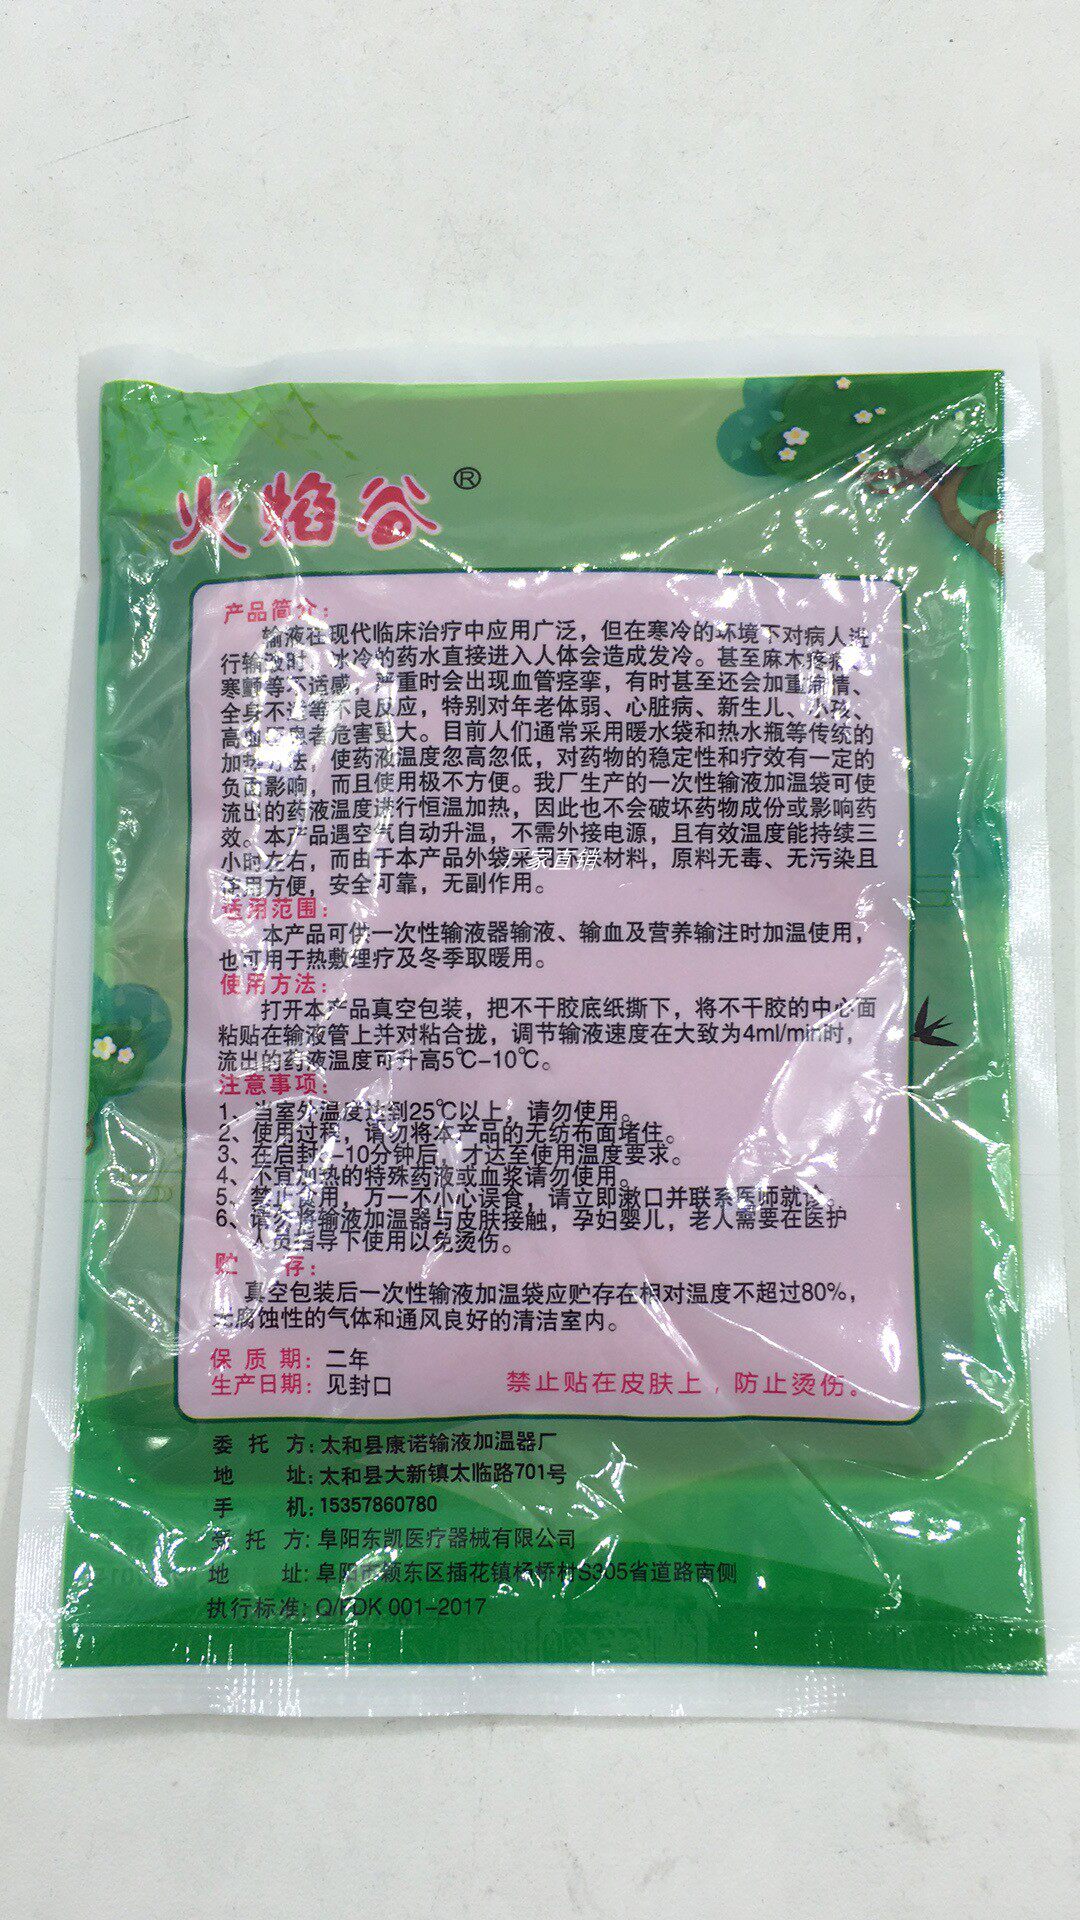 火焰谷®
产品简介：
输液在现代临床治疗中应用广泛，但在寒冷的环境下对病人进
行输液时，冰冷的药水直接进入人体会造成发冷。甚至麻木疼痛、
寒颤等不适感，严重时会出现血管痉挛，有时甚至还会加重病情、
全身不适等不良反应，特别对年老体弱、心脏病、新生儿、小孩、
高血压患者危害更大。目前人们通常采用暖水袋和热水瓶等传统的
加热方法，使药液温度忽高忽低，对药物的稳定性和疗效有一定的
负面影响，而且使用极不方便。我厂生产的一次性输液加温袋可使
流出的药液温度进行恒温加热，因此也不会破坏药物成份或影响药
效。本产品遇空气自动升温，不需外接电源，且有效温度能持续三
小时左右，而由于本产品外袋采用 材料，原料无毒、无污染且
使用方便，安全可靠，无副作用。
厂家直销
适用范围：
本产品可供一次性输液器输液、输血及营养输注时加温使用，
也可用于热敷理疗及冬季取暖用。
使用方法：
打开本产品真空包装，把不干胶底纸撕下，将不干胶的中心面
粘贴在输液管上并对粘合拢，调节输液速度在大致为4ml/min时，
流出的药液温度可升高5℃-10℃。
注意事项：
1、当室外温度达到25℃以上，请勿使用。
2、使用过程，请勿将本产品的无纺布面堵住。
3、在启封 -10分钟后，才达至使用温度要求。
4、不宜加热的特殊药液或血浆请勿使用。
5、禁止食用，万一不小心误食，请立即漱口并联系医师就诊。
6、请勿将输液加温器与皮肤接触，孕妇婴儿，老人需要在医护
人员指导下使用以免烫伤。
贮 存：
真空包装后一次性输液加温袋应贮存在相对温度不超过80%，
无腐蚀性的气体和通风良好的清洁室内。
保 质 期：二年
生产日期：见封口 禁止贴在皮肤上，防止烫伤。
委 托 方：太和县康诺输液加温器厂
地 址：太和县大新镇太临路701号
手 机：15357860780
受 托 方：阜阳东凯医疗器械有限公司
地 址：阜阳市颍东区插花镇杨桥村S305省道路南侧
执行标准：Q/FDK 001-2017